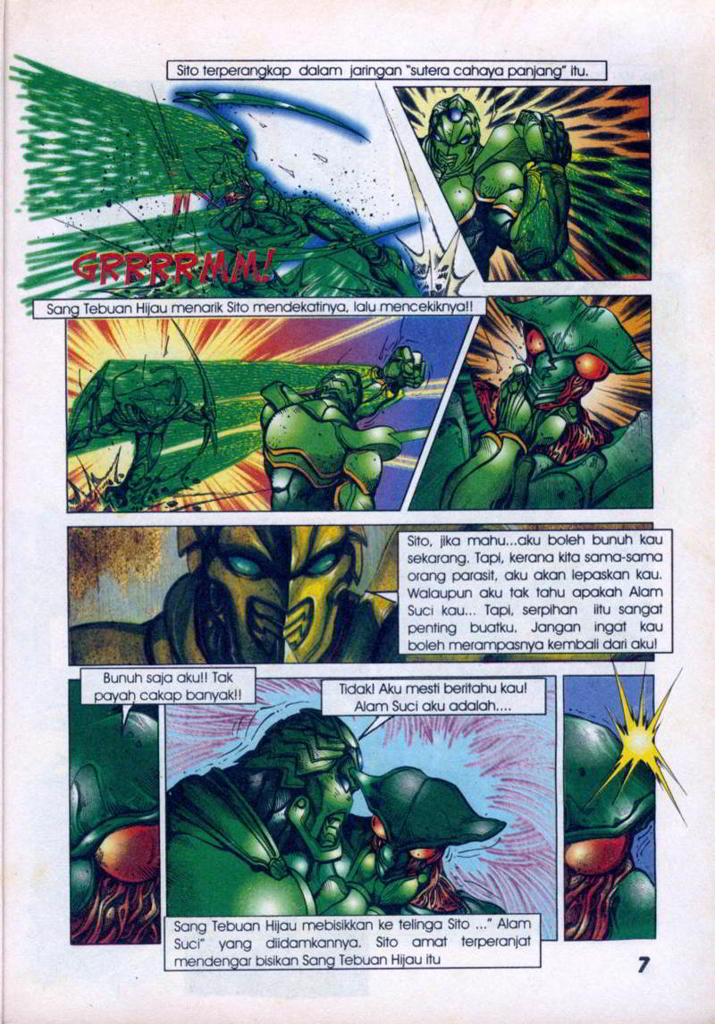 Sito terperangkap dalam jaringan "sutera cahaya panjang" itu.
GRRRRMM!
Sang Tebuan Hijau menarik Sito mendekatinya, lalu mencekiknya!!
Sito, jika mahu...aku boleh bunuh kau
sekarang. Tapi, kerana kita sama-sama
orang parasit, aku akan lepaskan kau.
Walaupun aku tak tahu apakah Alam
Suci kau... Tapi, serpihan iitu sangat
penting buatku. Jangan ingat kau
boleh merampasnya kembali dari aku!
Bunuh saja aku!! Tak
payah cakap banyak!!
Tidak! Aku mesti beritahu kau!
Alam Suci aku adalah....
Sang Tebuan Hijau mebisikkan ke telinga Sito ..." Alam
Suci" yang diidamkannya. Sito amat terperanjat
mendengar bisikan Sang Tebuan Hijau itu
7